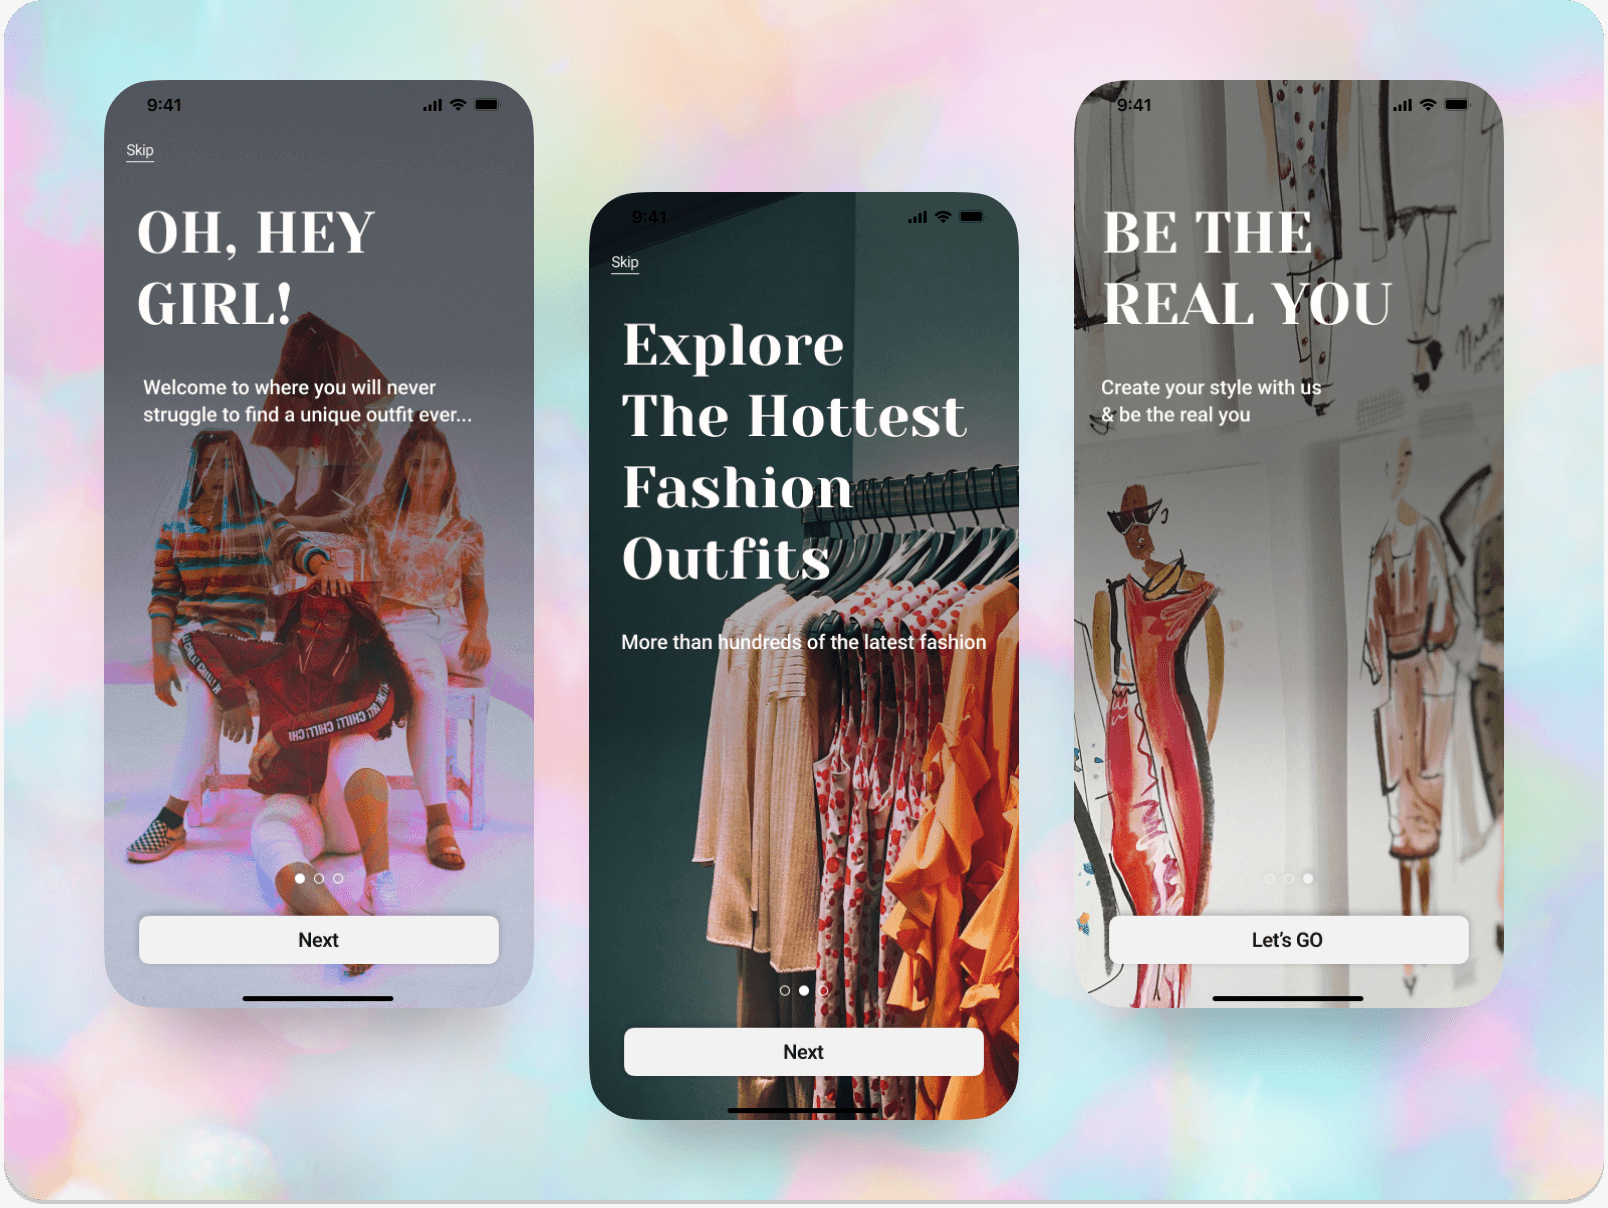 9:41
Skip
OH, HEY
GIRL!
Welcome to where you will never
struggle to find a unique outfit ever...
Next
9:41
Skip
Explore
The Hottest
Fashion
Outfits
More than hundreds of the latest fashion
Next
9:41
BE THE
REAL YOU
Create your style with us
& be the real you
Let's GO